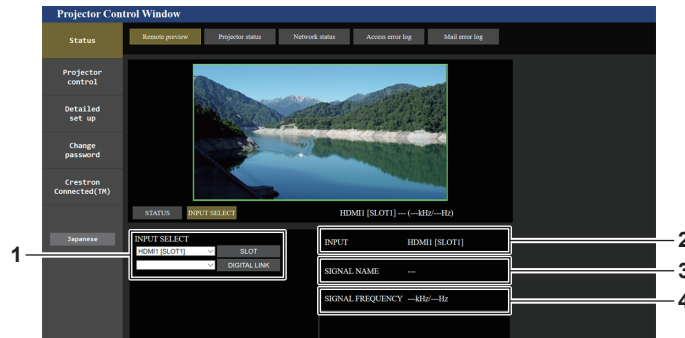 Projector Control Window
Status
Remote preview
Projector status
Network status
Access error log
Mail error log
Projector
control
Detailed
set up
Change
password
Crestron
Connected(TM)
Japanese
STATUS
INPUT SELECT
HDMI1 [SLOT1] --- (---kHz/---Hz)
1
INPUT SELECT
HDMI1 [SLOT1]
SLOT
DIGITAL LINK
INPUT HDMI1 [SLOT1]
2
SIGNAL NAME ---
3
SIGNAL FREQUENCY ---kHz/---Hz
4